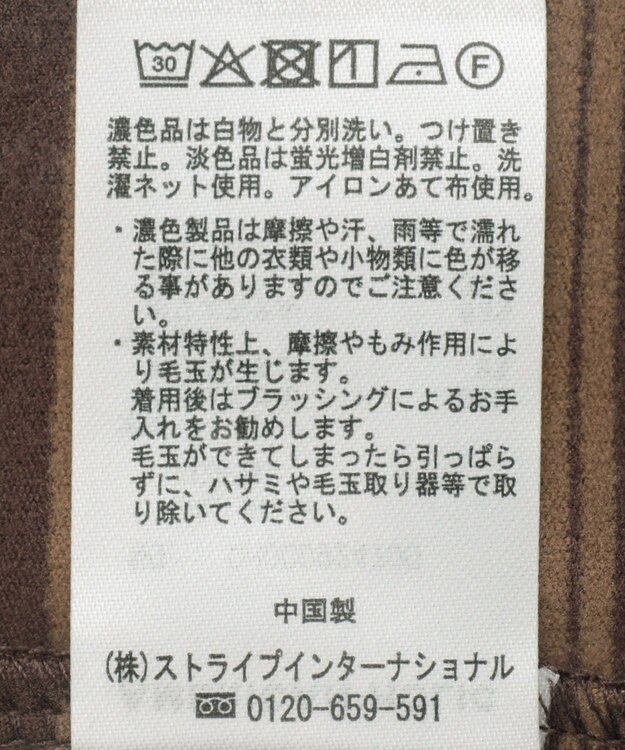 30 F
濃色品は白物と分別洗い。つけ置き
禁止。淡色品は蛍光増白剤禁止。洗
濯ネット使用。アイロンあて布使用。
・濃色製品は摩擦や汗、雨等で濡れ
た際に他の衣類や小物類に色が移
る事がありますのでご注意くださ
い。
・素材特性上、摩擦やもみ作用によ
り毛玉が生じます。
着用後はブラッシングによるお手
入れをお勧めします。
毛玉ができてしまったら引っぱら
ずに、ハサミや毛玉取り器等で取
り除いてください。
中国製
(株)ストライプインターナショナル
0120-659-591